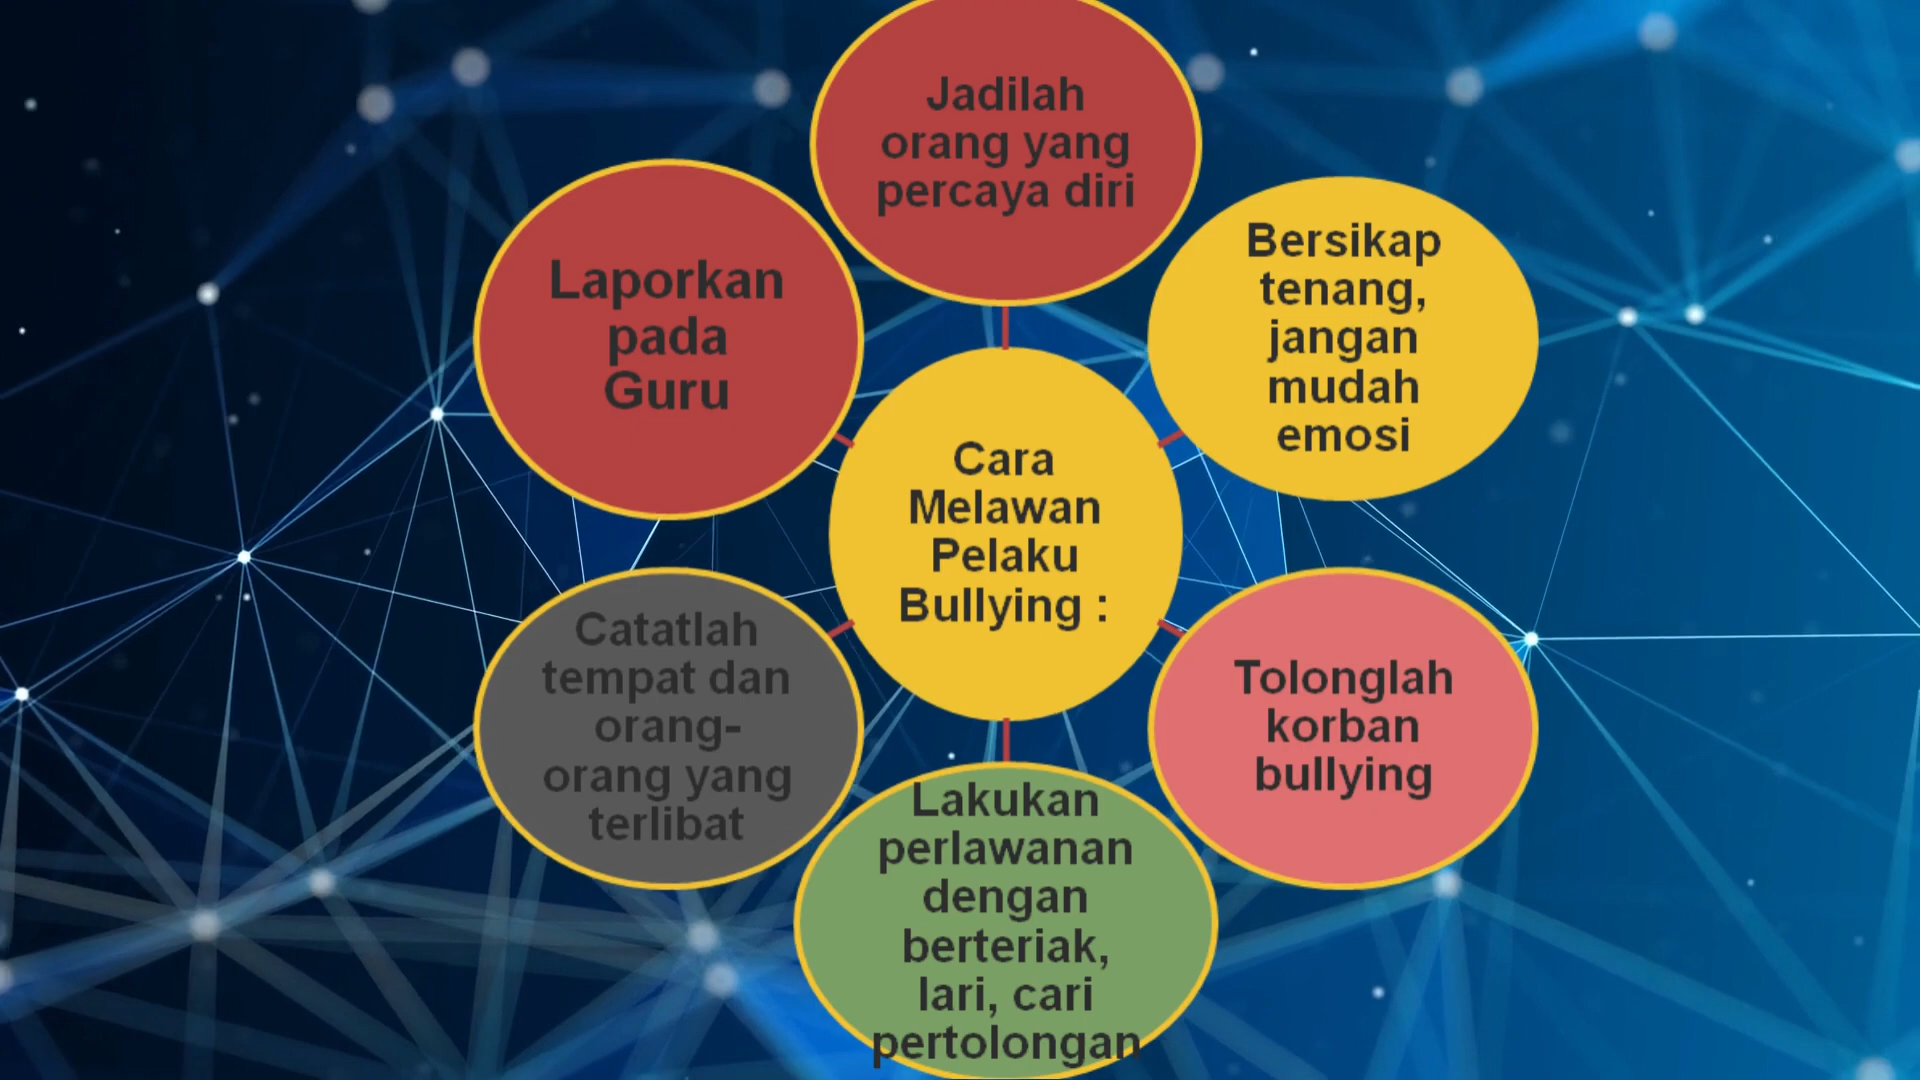 Jadilah
orang yang
percaya diri
Bersikap
tenang,
jangan
mudah
emosi
Laporkan
pada
Guru
Cara
Melawan
Pelaku
Bullying :
Tolonglah
korban
bullying
Catatlah
tempat dan
orang-
orang yang
terlibat
Lakukan
perlawanan
dengan
berteriak,
lari, cari
pertolongan